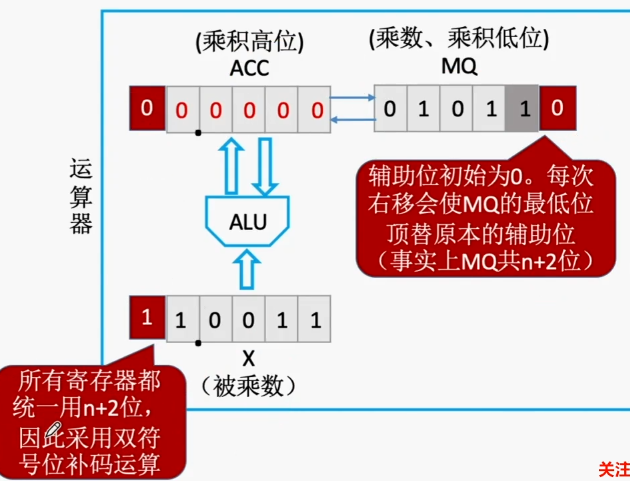 (乘积高位)
ACC
(乘数、乘积低位)
MQ
0 0 0 0 0 0
0 1 0 1 1 0
运算器
ALU
辅助位初始为0。每次
右移会使MQ的最低位
顶替原本的辅助位
(事实上MQ共n+2位)
1 1 0 0 1 1
X
(被乘数)
所有寄存器都
统一用n+2位，
因此采用双符
号位补码运算
关注